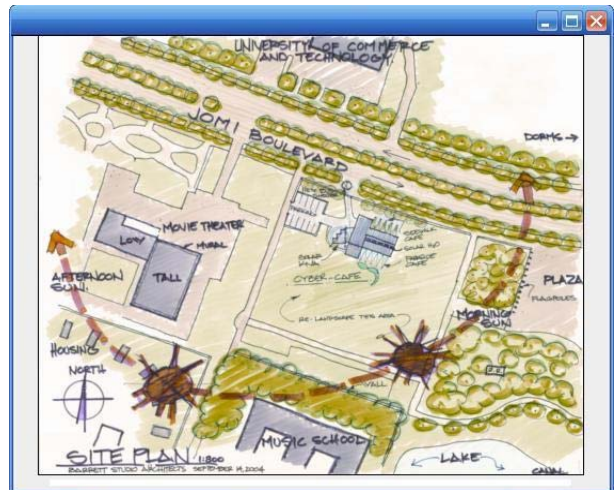 UNIVERSITY OF COMMERCE
AND TECHNOLOGY
JOMI BOULEVARD
DORMS →
MOVIE THEATER
MURAL
TALL
CYBER-CAFE
PLAZA
FLAGPOLES
AFTERNOON
SUN
RE-LANDSCAPE THIS AREA
MORNING
SUN
HOUSING
NORTH
WALL
MUSIC SCHOOL
SITE PLAN 1:800
BARRETT STUDIO ARCHITECTS SEPTEMBER 14, 2004
LAKE
CANAL